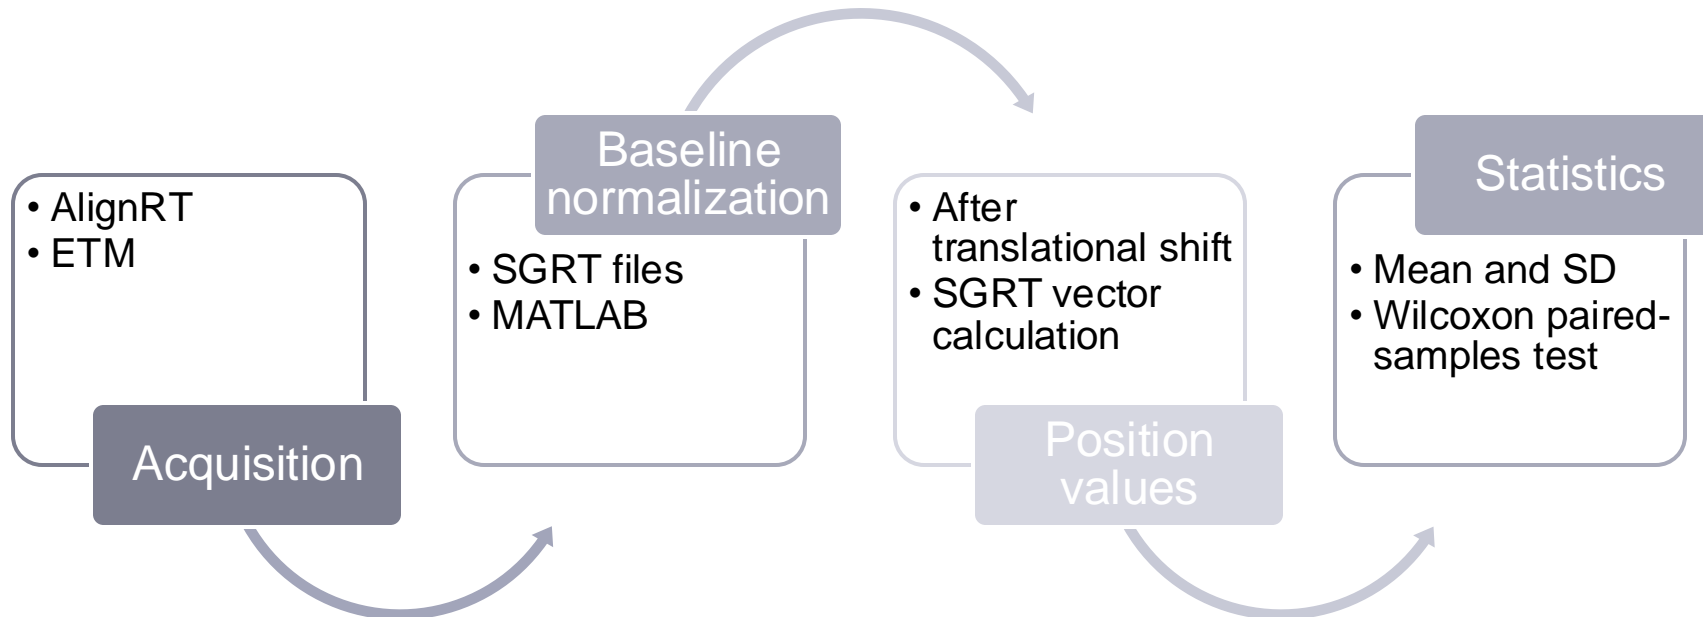 • AlignRT
• ETM
Acquisition
Baseline
normalization
• SGRT files
• MATLAB
• After
translational shift
• SGRT vector
calculation
Position
values
Statistics
• Mean and SD
• Wilcoxon paired-
samples test